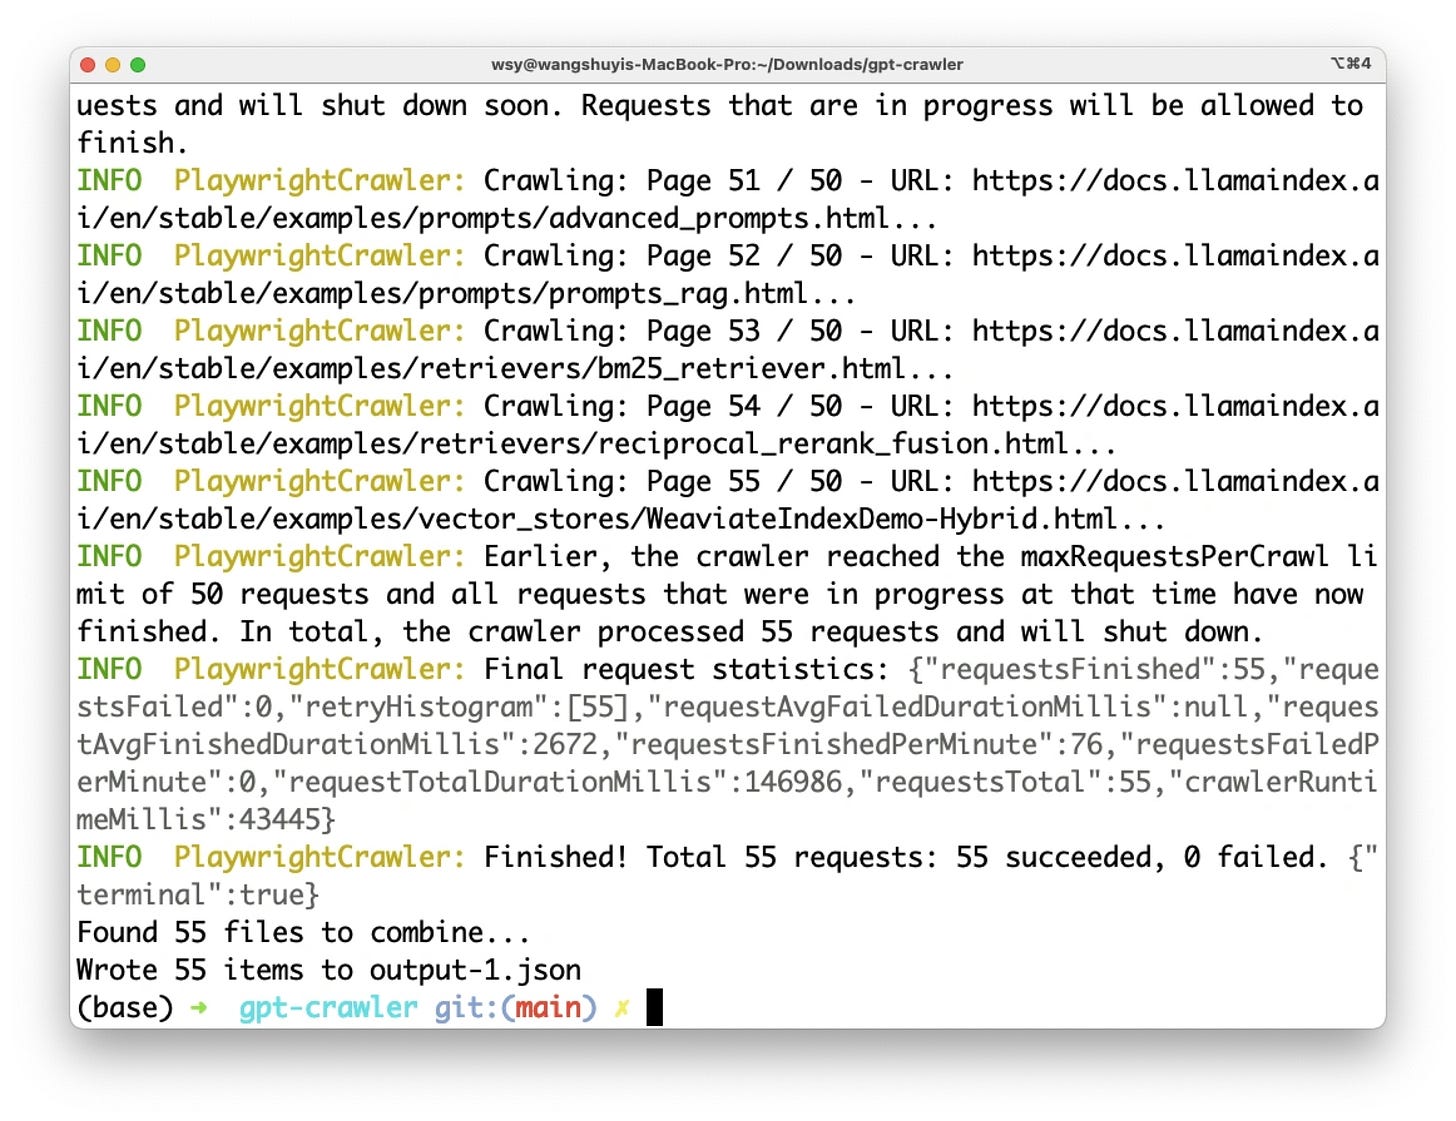 wsy@wangshuyis-MacBook-Pro:~/Downloads/gpt-crawler ⌥⌘4
uests and will shut down soon. Requests that are in progress will be allowed to
finish.
INFO  PlaywrightCrawler: Crawling: Page 51 / 50 - URL: https://docs.llamaindex.a
i/en/stable/examples/prompts/advanced_prompts.html...
INFO  PlaywrightCrawler: Crawling: Page 52 / 50 - URL: https://docs.llamaindex.a
i/en/stable/examples/prompts/prompts_rag.html...
INFO  PlaywrightCrawler: Crawling: Page 53 / 50 - URL: https://docs.llamaindex.a
i/en/stable/examples/retrievers/bm25_retriever.html...
INFO  PlaywrightCrawler: Crawling: Page 54 / 50 - URL: https://docs.llamaindex.a
i/en/stable/examples/retrievers/reciprocal_rerank_fusion.html...
INFO  PlaywrightCrawler: Crawling: Page 55 / 50 - URL: https://docs.llamaindex.a
i/en/stable/examples/vector_stores/WeaviateIndexDemo-Hybrid.html...
INFO  PlaywrightCrawler: Earlier, the crawler reached the maxRequestsPerCrawl li
mit of 50 requests and all requests that were in progress at that time have now
finished. In total, the crawler processed 55 requests and will shut down.
INFO  PlaywrightCrawler: Final request statistics: {"requestsFinished":55,"reque
stsFailed":0,"retryHistogram":[55],"requestAvgFailedDurationMillis":null,"reques
tAvgFinishedDurationMillis":2672,"requestsFinishedPerMinute":76,"requestsFailedP
erMinute":0,"requestTotalDurationMillis":146986,"requestsTotal":55,"crawlerRunti
meMillis":43445}
INFO  PlaywrightCrawler: Finished! Total 55 requests: 55 succeeded, 0 failed. {"
terminal":true}
Found 55 files to combine...
Wrote 55 items to output-1.json
(base) ➜  gpt-crawler git:(main) ✗